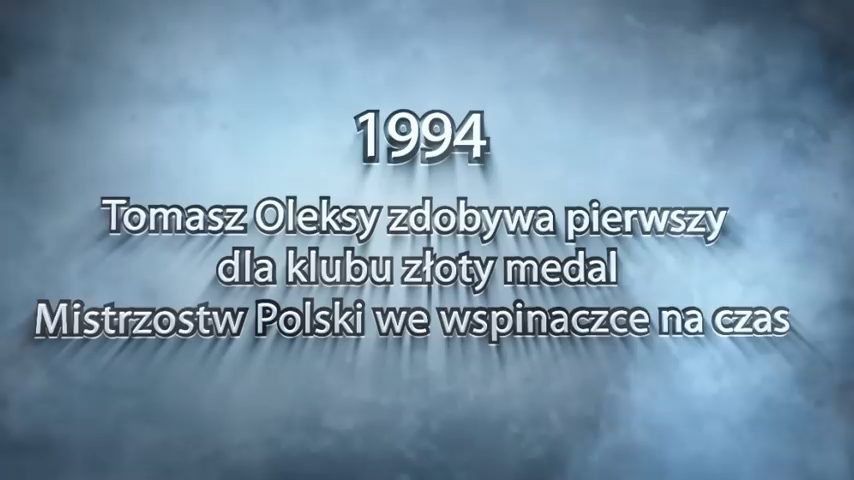 1994
Tomasz Oleksy zdobywa pierwszy
dla klubu złoty medal
Mistrzostw Polski we wspinaczce na czas